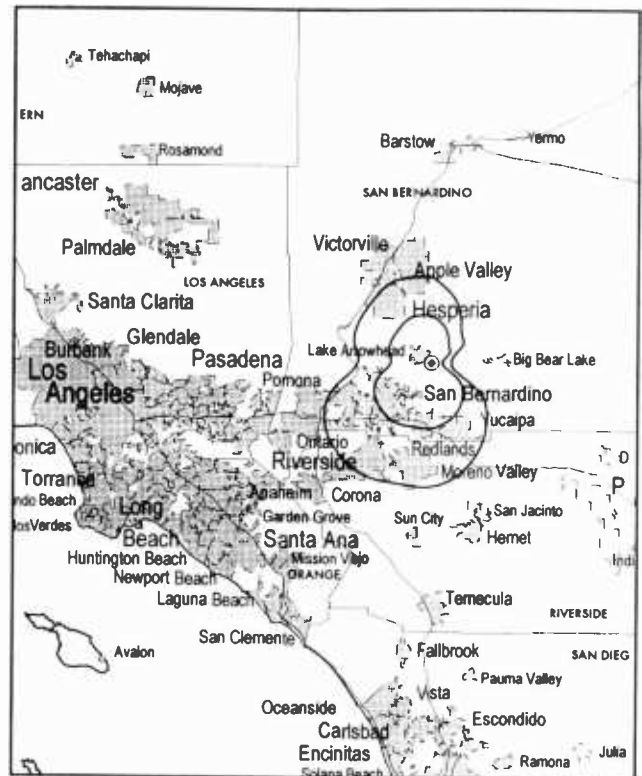 Tehachapi
Mojave
ERN
Rosamond
Barstow
Yermo
SAN BERNARDINO
ancaster
Palmdale
LOS ANGELES
Victorville
Apple Valley
Santa Clarita
Hesperia
Glendale
Burbank
Pasadena
Lake Arrowhead
Big Bear Lake
Los
Angeles
Pomona
San Bernardino
ucaipa
onica
Ontario
Redlands
Riverside
Moreno Valley
Torrance
Anaheim
Corona
ndo Beach
Long
Beach
Garden Grove
Sun City
San Jacinto
Hemet
os Verdes
Santa Ana
Huntington Beach
Mission Viejo
Newport Beach
ORANGE
Laguna Beach
Temecula
RIVERSIDE
San Clemente
Avalon
Fallbrook
SAN DIEG
Pauma Valley
Vista
Oceanside
Carlsbad
Escondido
Encinitas
Ramona
Julia
Solana Beach
P
Indi